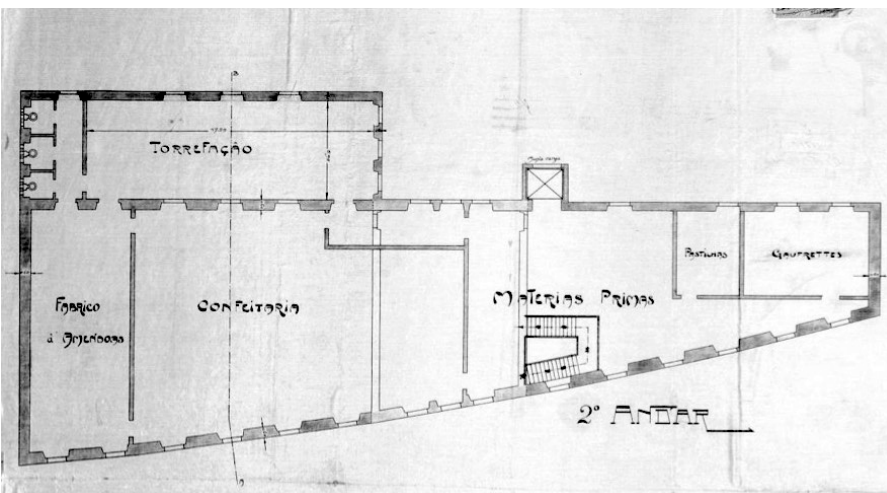 TORREFAÇÃO
FABRICO
d'AMENDOAS
CONFEITARIA
MATERIAS PRIMAS
PASTILHAS
GAUFRETTES
2º ANDAR